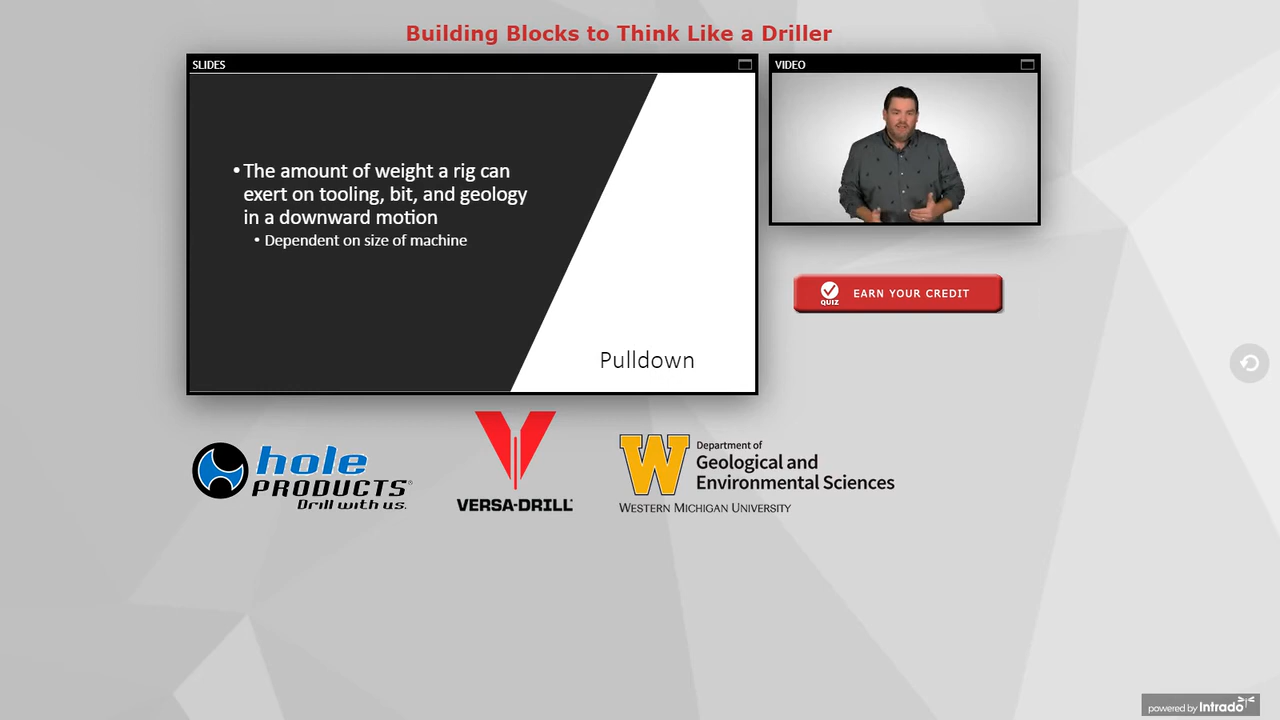 Building Blocks to Think Like a Driller
SLIDES
VIDEO
•The amount of weight a rig can
exert on tooling, bit, and geology
in a downward motion
• Dependent on size of machine
Pulldown
QUIZ
EARN YOUR CREDIT
hole
PRODUCTS®
Drill with us.
VERSA-DRILL®
W
Department of
Geological and
Environmental Sciences
WESTERN MICHIGAN UNIVERSITY
powered by Intrado